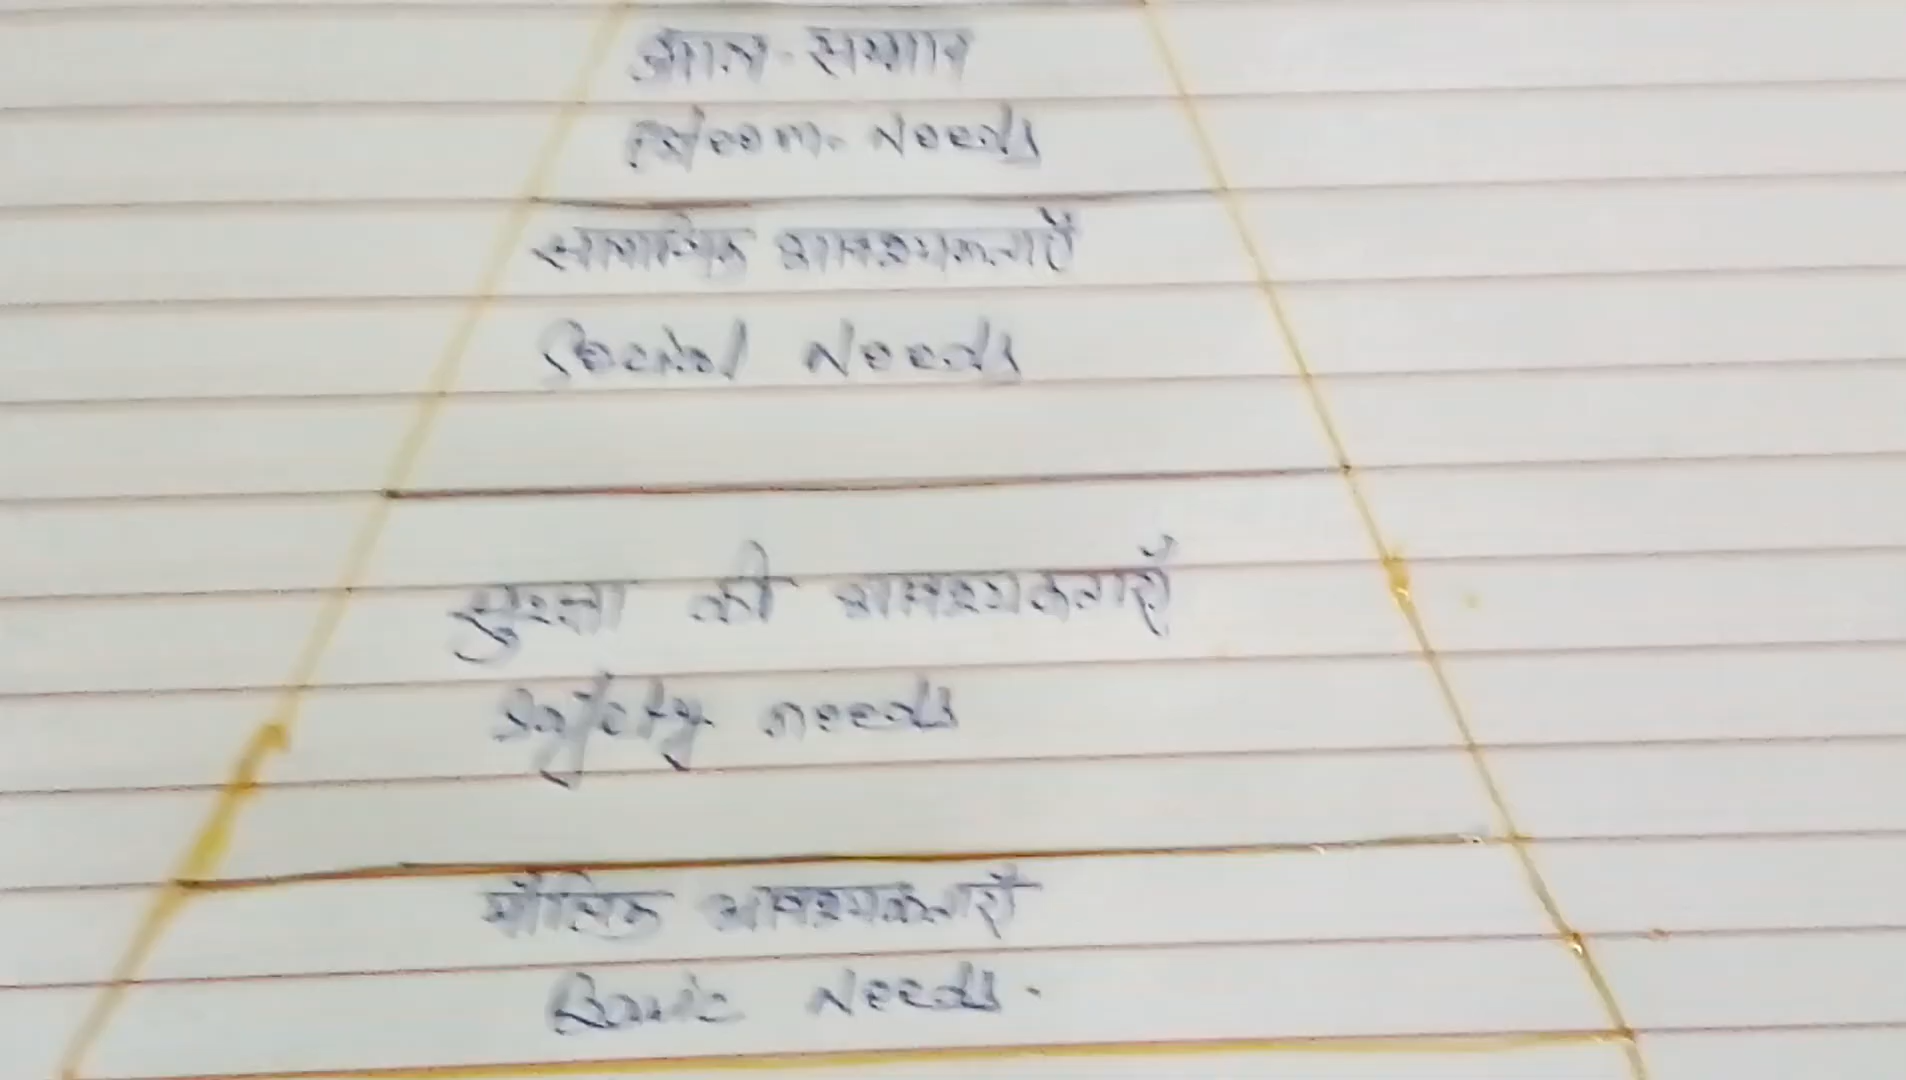 आत्म-सम्मान
Esteem-Needs
सामाजिक आवश्यकताएँ
Social Needs
सुरक्षा की आवश्यकताएँ
Safety needs
मौलिक आवश्यकताएँ
Basic Needs.